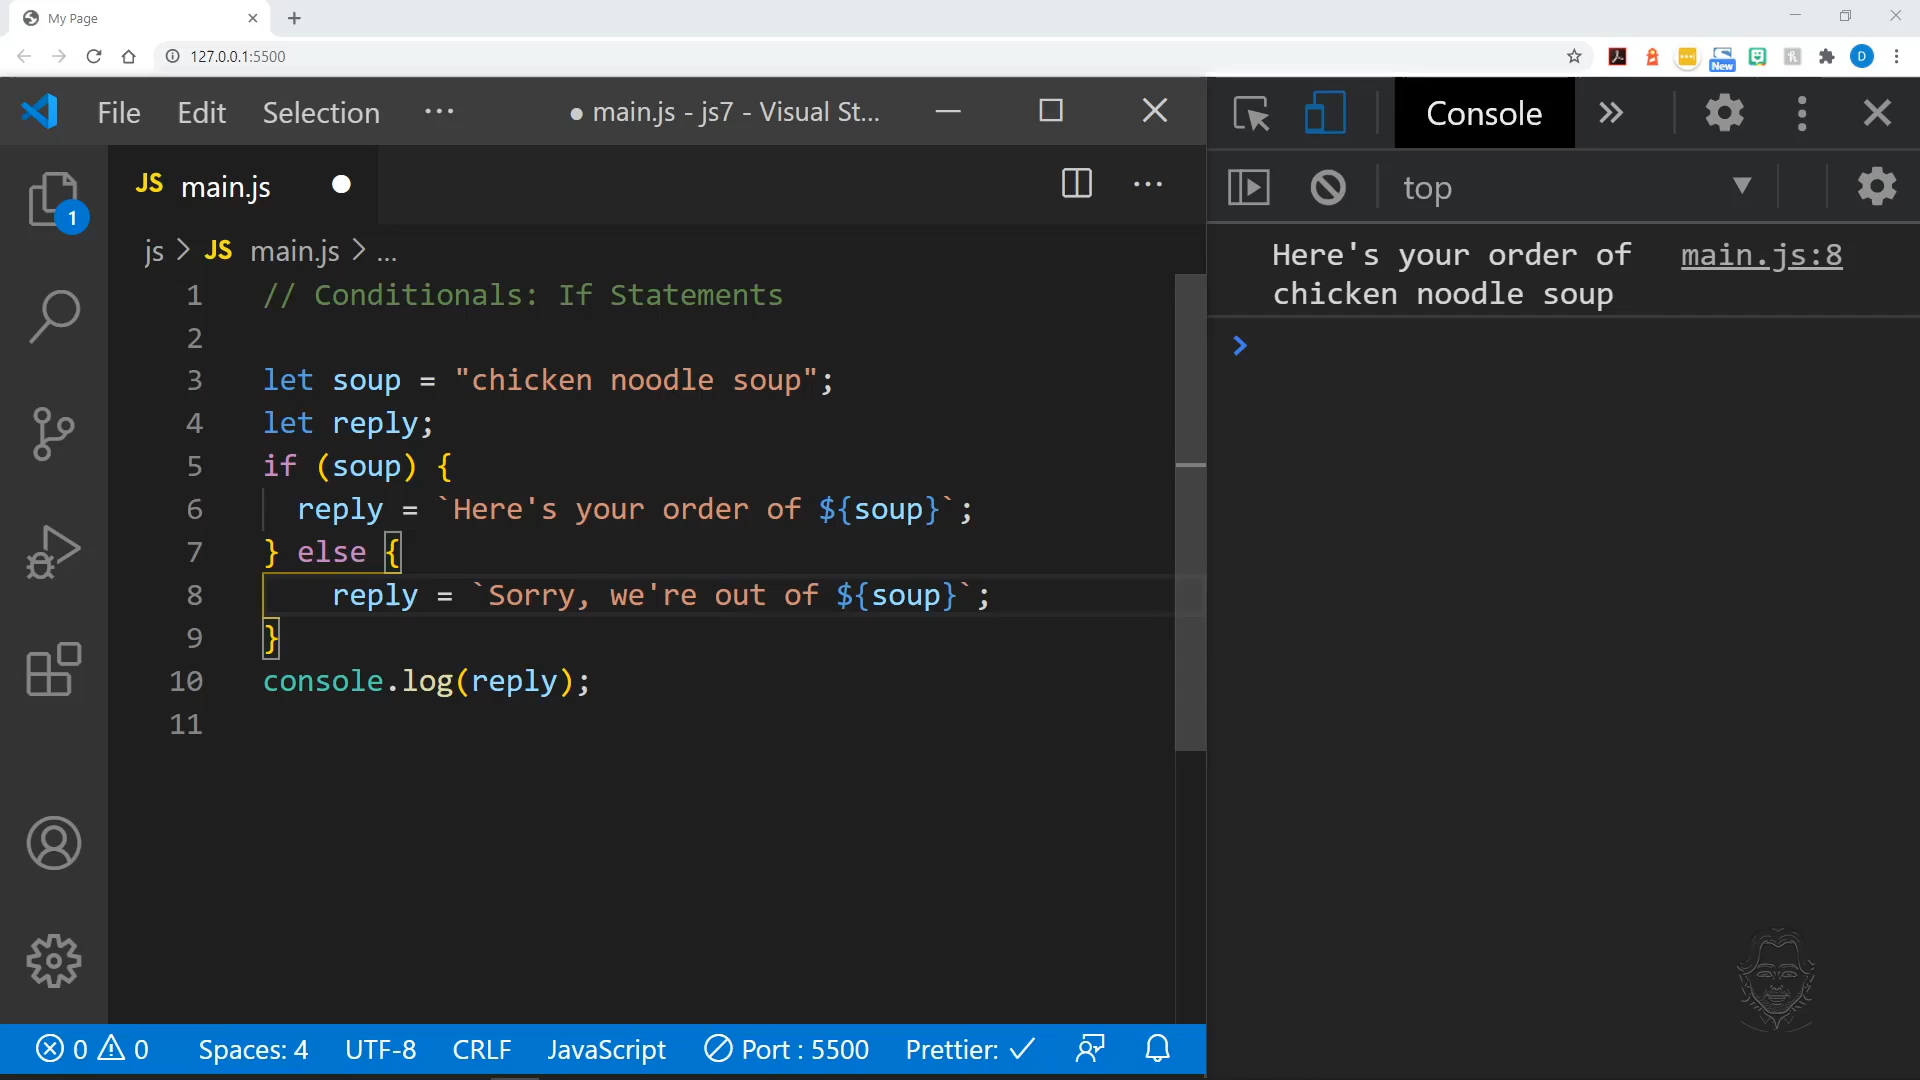 My Page
127.0.0.1:5500
New
D
File Edit Selection ··· ● main.js - js7 - Visual St...
Console
top
JS main.js
1
js > JS main.js > ...
1 // Conditionals: If Statements
2
3 let soup = "chicken noodle soup";
4 let reply;
5 if (soup) {
6 reply = `Here's your order of ${soup}`;
7 } else {
8 reply = `Sorry, we're out of ${soup}`;
9 }
10 console.log(reply);
11
Here's your order of main.js:8
chicken noodle soup
0 0 Spaces: 4 UTF-8 CRLF JavaScript Port : 5500 Prettier: ✓